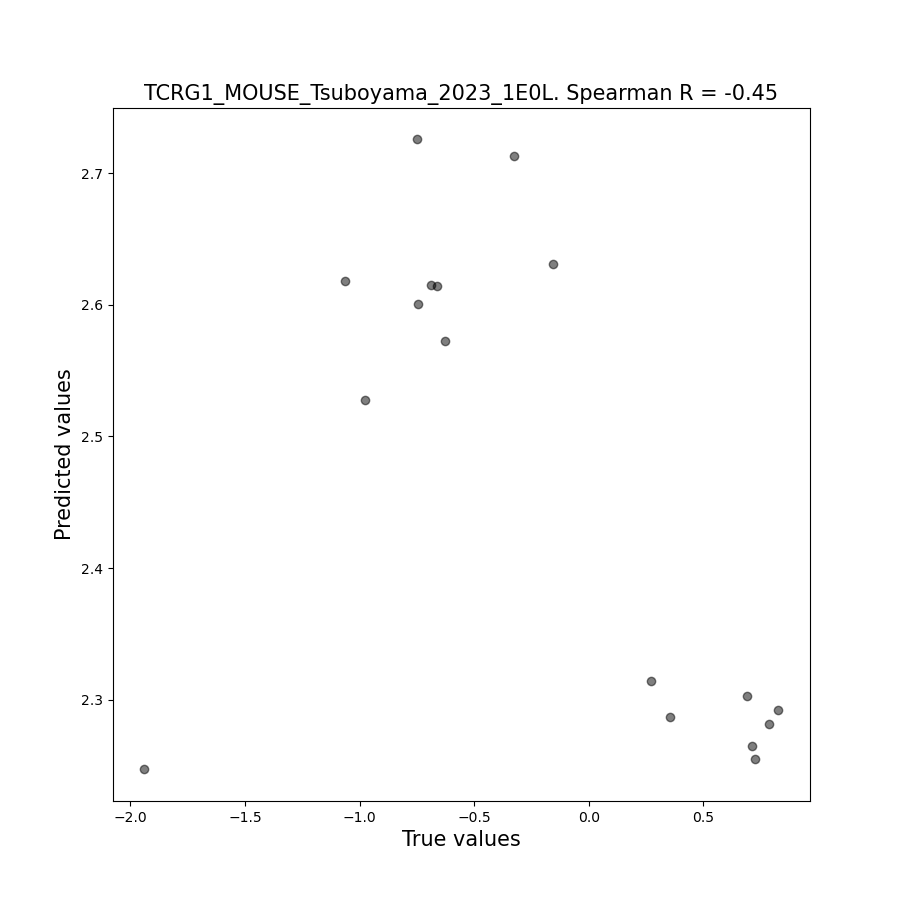 TCRG1_MOUSE_Tsuboyama_2023_1E0L. Spearman R = -0.45
2.7
2.6
2.5
2.4
2.3
Predicted values
−2.0 −1.5 −1.0 −0.5 0.0 0.5
True values